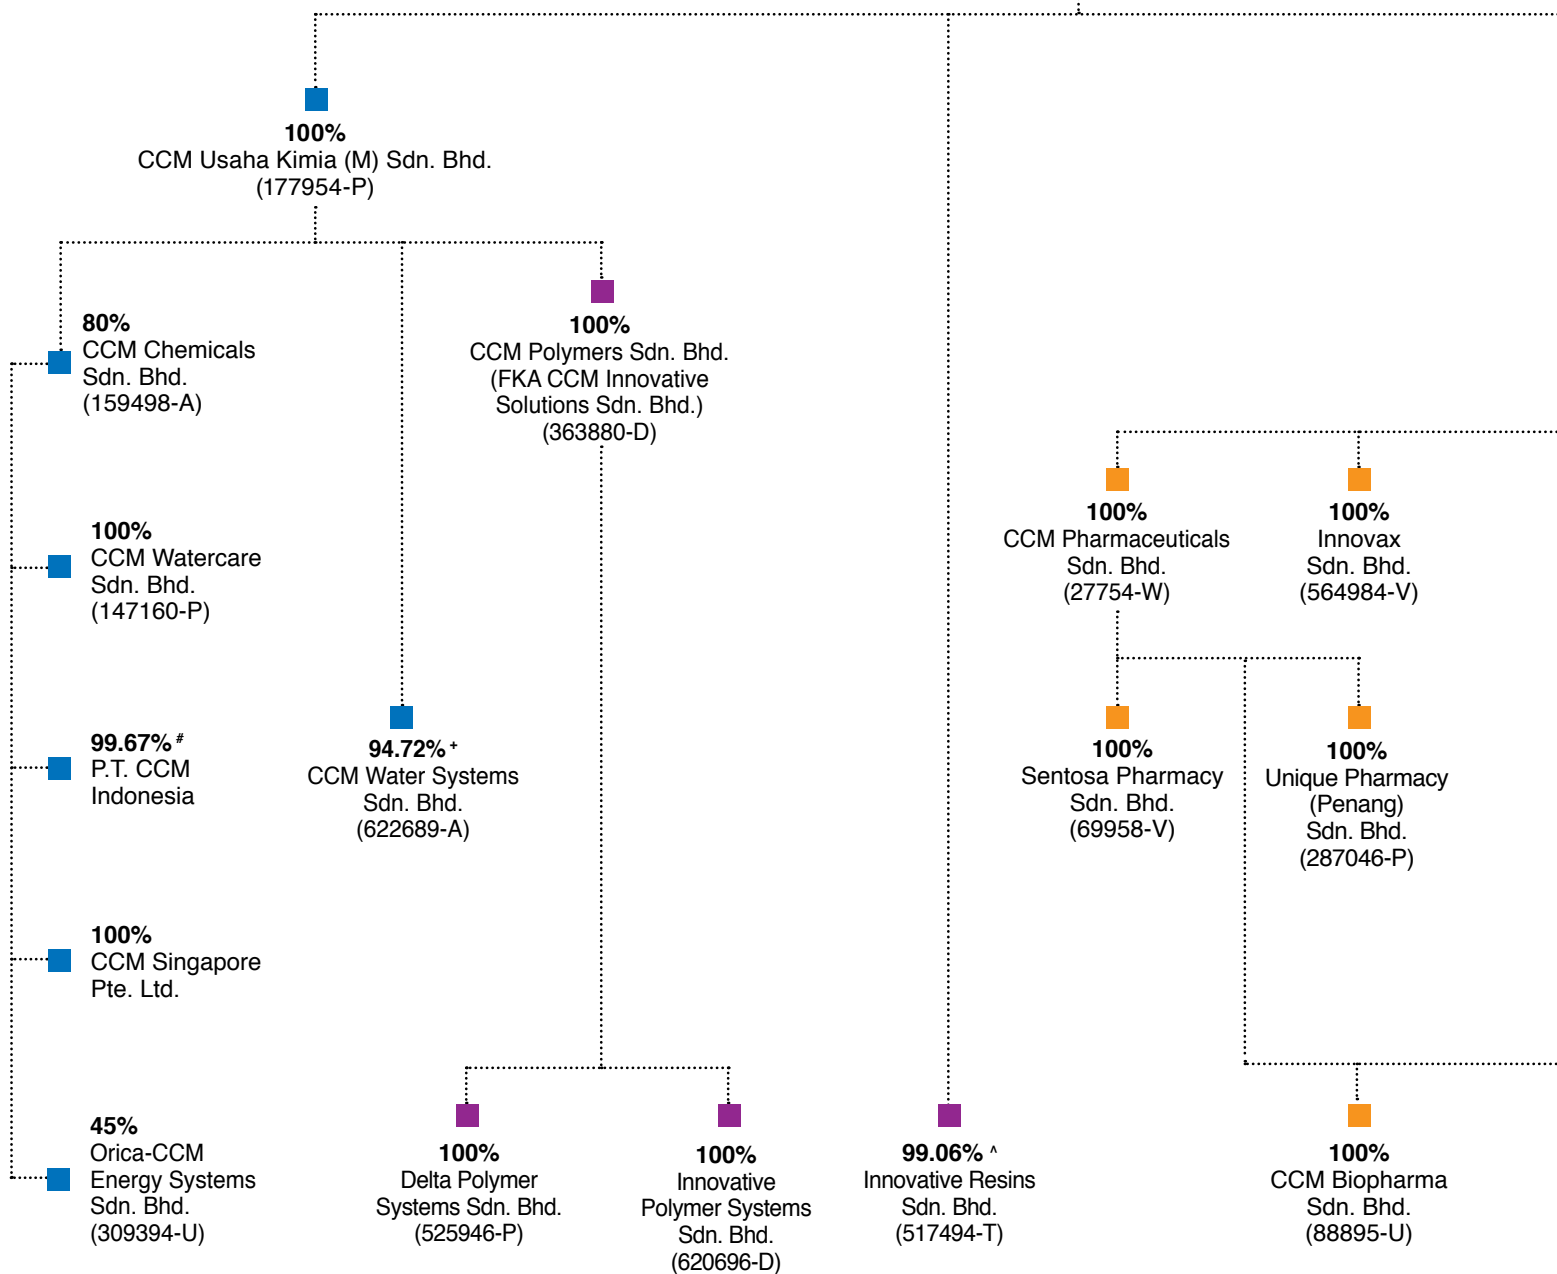 100%
CCM Usaha Kimia (M) Sdn. Bhd.
(177954-P)
80%
CCM Chemicals
Sdn. Bhd.
(159498-A)
100%
CCM Polymers Sdn. Bhd.
(FKA CCM Innovative
Solutions Sdn. Bhd.)
(363880-D)
100%
CCM Watercare
Sdn. Bhd.
(147160-P)
100%
CCM Pharmaceuticals
Sdn. Bhd.
(27754-W)
100%
Innovax
Sdn. Bhd.
(564984-V)
99.67% #
P.T. CCM
Indonesia
94.72% +
CCM Water Systems
Sdn. Bhd.
(622689-A)
100%
Sentosa Pharmacy
Sdn. Bhd.
(69958-V)
100%
Unique Pharmacy
(Penang)
Sdn. Bhd.
(287046-P)
100%
CCM Singapore
Pte. Ltd.
45%
Orica-CCM
Energy Systems
Sdn. Bhd.
(309394-U)
100%
Delta Polymer
Systems Sdn. Bhd.
(525946-P)
100%
Innovative
Polymer Systems
Sdn. Bhd.
(620696-D)
99.06% ^
Innovative Resins
Sdn. Bhd.
(517494-T)
100%
CCM Biopharma
Sdn. Bhd.
(88895-U)